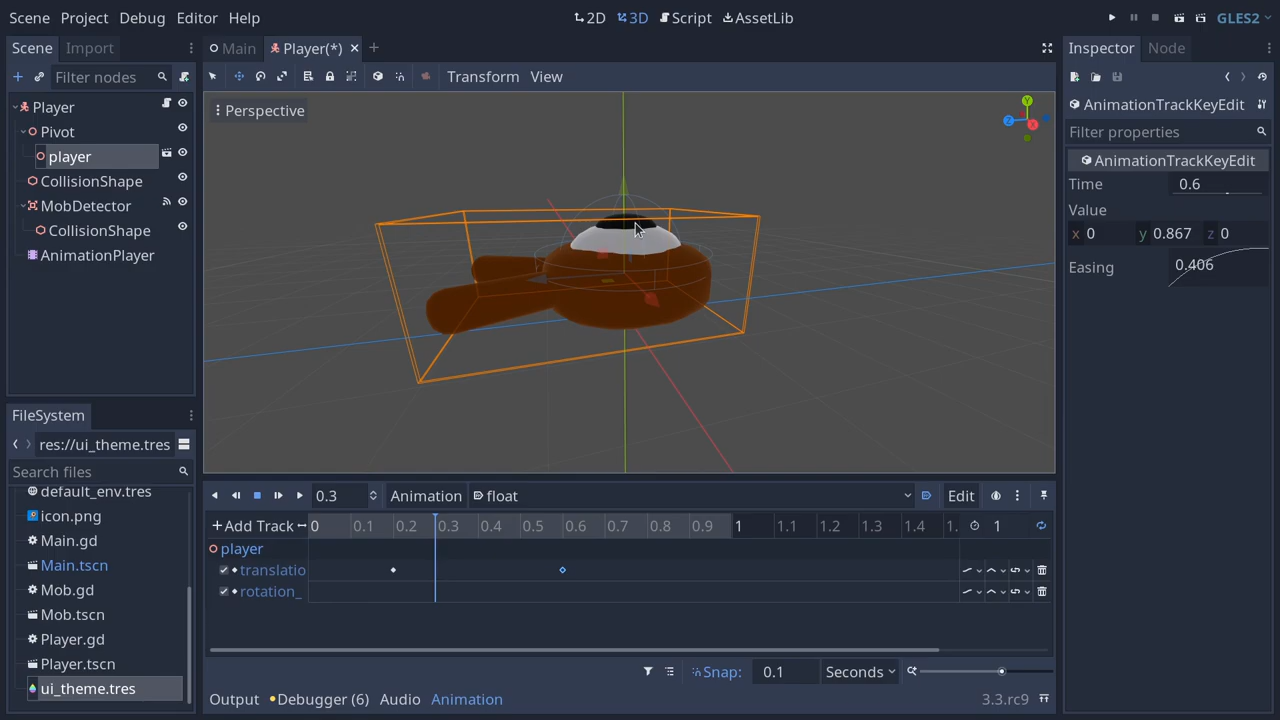 Scene Project Debug Editor Help 2D 3D Script AssetLib GLES2
Scene Import Main Player(*) Inspector Node
Filter nodes Transform View
Player Perspective AnimationTrackKeyEdit
Pivot Filter properties
player AnimationTrackKeyEdit
CollisionShape Time 0.6
MobDetector Value
CollisionShape x 0 y 0.867 z 0
AnimationPlayer Easing 0.406
Y
Z
X
FileSystem
res://ui_theme.tres
Search files
default_env.tres 0.3 Animation float Edit
icon.png Add Track 0 0.1 0.2 0.3 0.4 0.5 0.6 0.7 0.8 0.9 1 1.1 1.2 1.3 1.4 1. 1
Main.gd player
Main.tscn translatio
Mob.gd rotation_
Mob.tscn
Player.gd
Player.tscn Snap: 0.1 Seconds
ui_theme.tres Output Debugger (6) Audio Animation 3.3.rc9